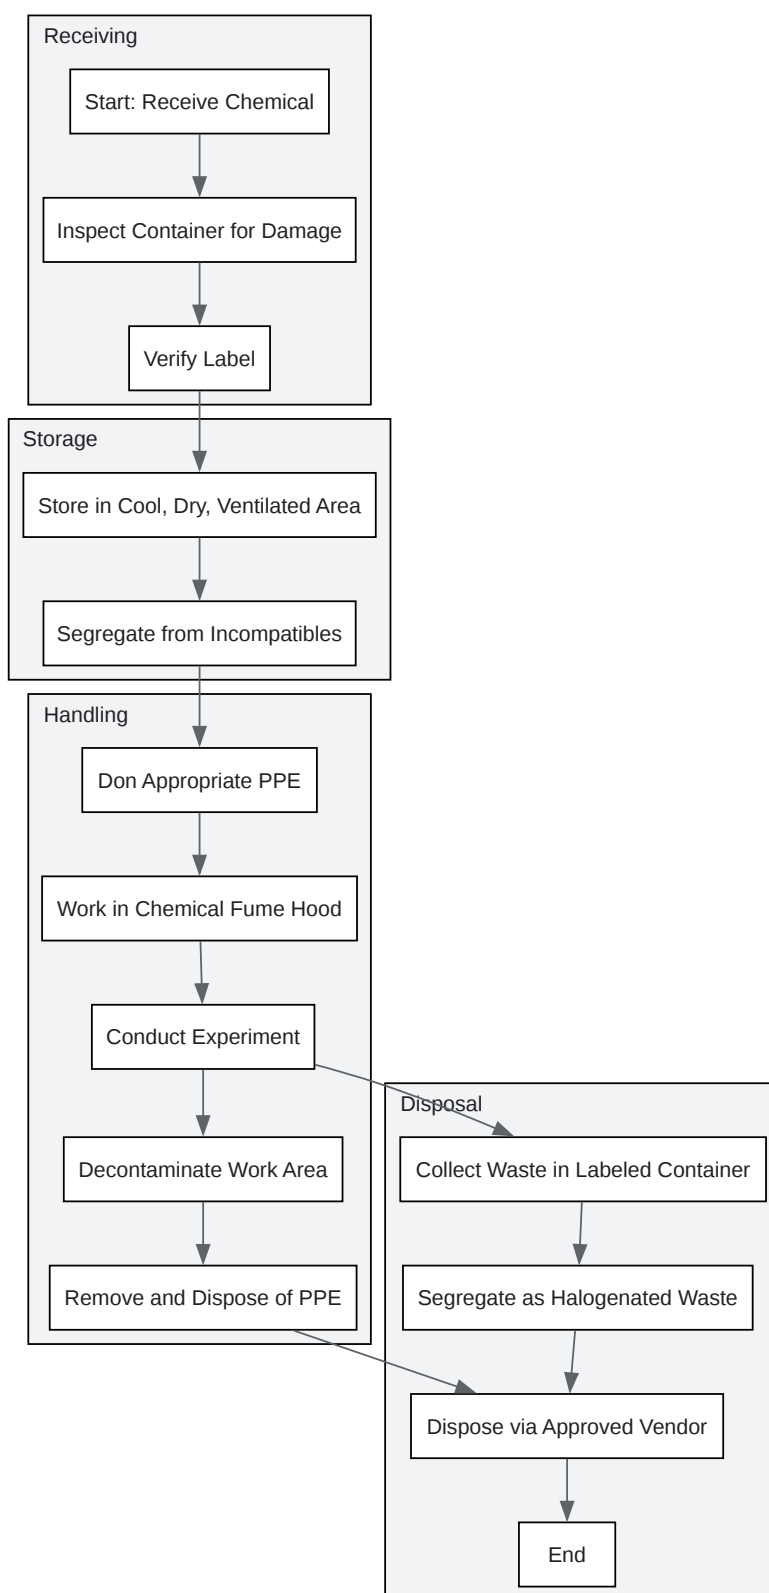 Receiving
Start: Receive Chemical
Inspect Container for Damage
Verify Label
Storage
Store in Cool, Dry, Ventilated Area
Segregate from Incompatibles
Handling
Don Appropriate PPE
Work in Chemical Fume Hood
Conduct Experiment
Decontaminate Work Area
Remove and Dispose of PPE
Disposal
Collect Waste in Labeled Container
Segregate as Halogenated Waste
Dispose via Approved Vendor
End